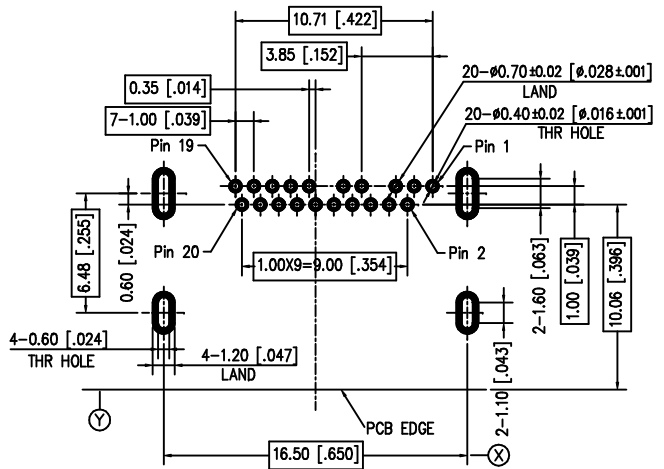 10.71 [.422]
3.85 [.152]
0.35 [.014]
20-ø0.70±0.02 [ø.028±.001]
LAND
7-1.00 [.039]
20-ø0.40±0.02 [ø.016±.001]
THR HOLE
Pin 19
Pin 1
6.48 [.255]
0.60 [.024]
Pin 20
Pin 2
1.00X9=9.00 [.354]
2-1.60 [.063]
1.00 [.039]
10.06 [.396]
4-0.60 [.024]
THR HOLE
4-1.20 [.047]
LAND
2-1.10 [.043]
Y
PCB EDGE
16.50 [.650]
X